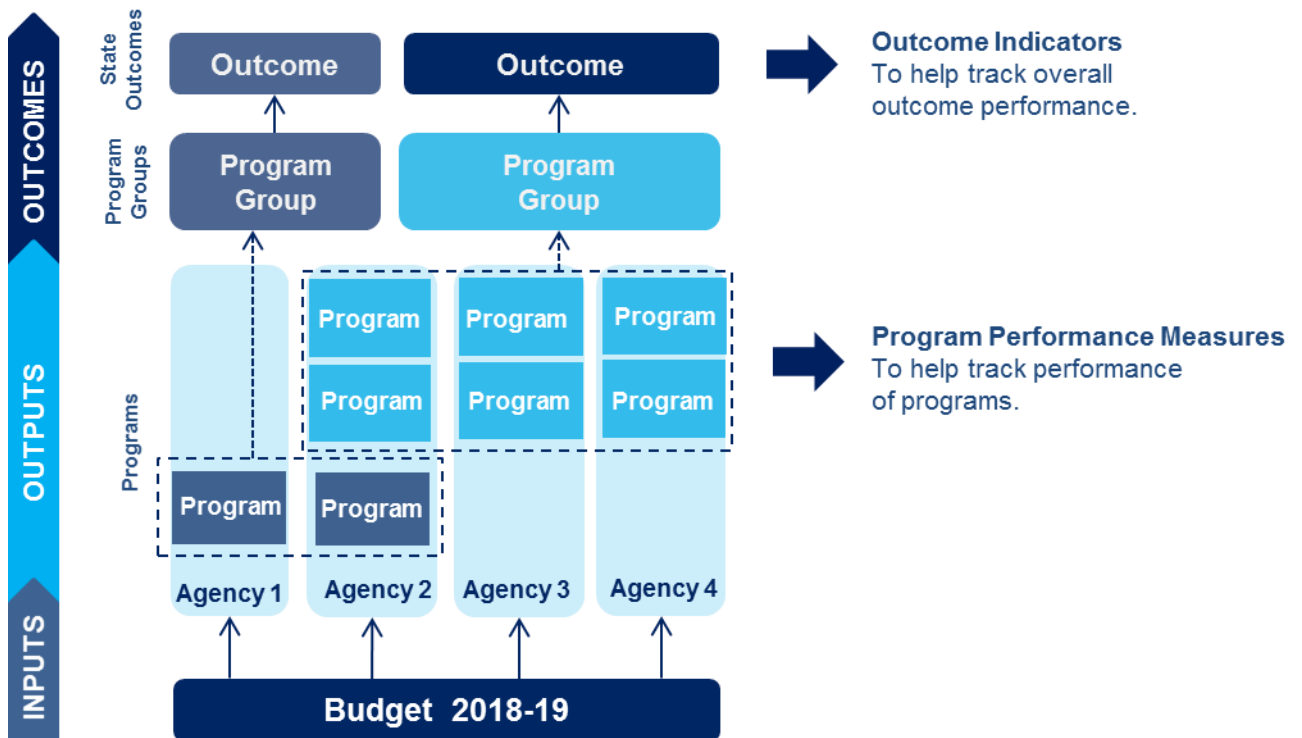 OUTCOMES
OUTPUTS
INPUTS
State
Outcomes
Program
Groups
Programs
Outcome
Outcome
Program
Group
Program
Group
Program
Program
Program
Program
Program
Program
Program
Program
Agency 1
Agency 2
Agency 3
Agency 4
Budget 2018-19
Outcome Indicators
To help track overall
outcome performance.
Program Performance Measures
To help track performance
of programs.